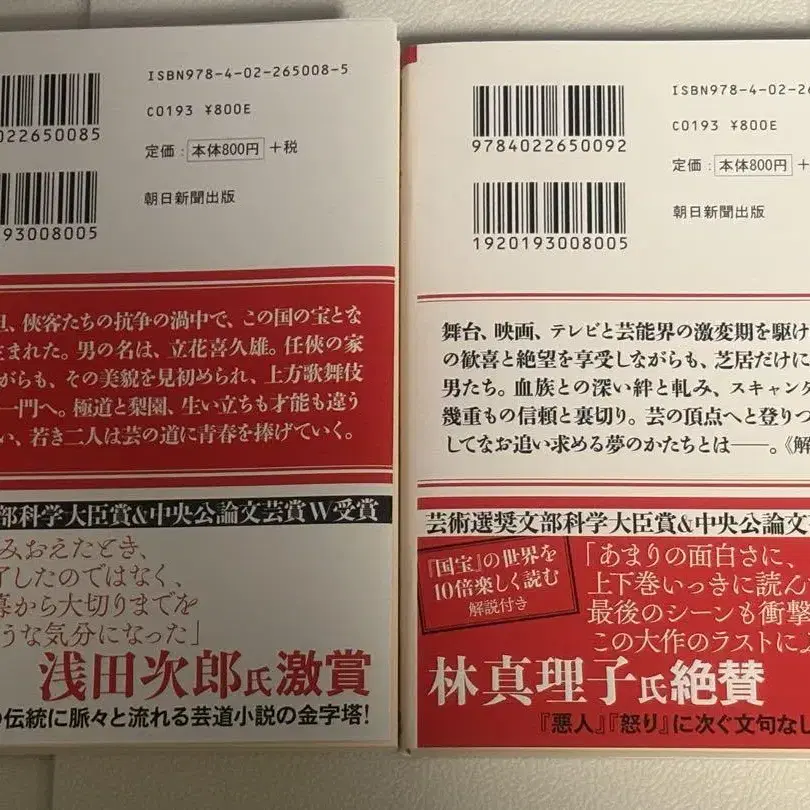 ISBN978-4-02-265008-5
022650085
C0193 ¥800E
定価：本体800円＋税
93008005
朝日新聞出版
、侠客たちの抗争の渦中で、この国の宝とな
まれた。男の名は、立花喜久雄。任侠の家
がらも、その美貌を見初められ、上方歌舞伎
一門へ。極道と梨園、生い立ちも才能も違う
い、若き二人は芸の道に青春を捧げていく。
部科学大臣賞&中央公論文芸賞W受賞
みおえたとき、
了したのではなく、
幕から大切りまでを
うな気分になった」
浅田次郎氏激賞
伝統に脈々と流れる芸道小説の金字塔！
ISBN978-4-02-26
9784022650092
C0193 ¥800E
定価：本体800円＋
1920193008005
朝日新聞出版
舞台、映画、テレビと芸能界の激変期を駆け
の歓喜と絶望を享受しながらも、芝居だけに
男たち。血族との深い絆と軋み、スキャンダ
幾重もの信頼と裏切り。芸の頂点へと登りつ
してなお追い求める夢のかたちとは――。《解
芸術選奨文部科学大臣賞&中央公論文
『国宝』の世界を
10倍楽しく読む
解説付き
「あまりの面白さに、
上下巻いっきに読ん
最後のシーンも衝撃
この大作のラストに
林真理子氏絶賛
『悪人』『怒り』に次ぐ文句なし